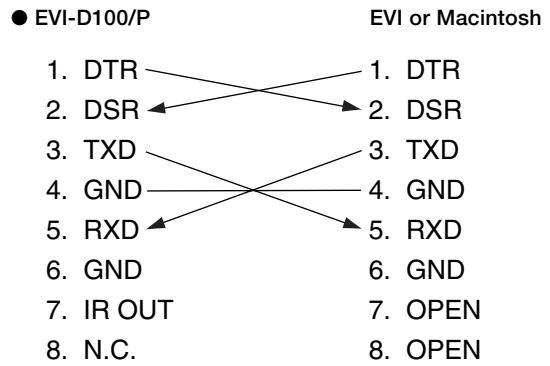 ● EVI-D100/P EVI or Macintosh
1. DTR 1. DTR
2. DSR 2. DSR
3. TXD 3. TXD
4. GND 4. GND
5. RXD 5. RXD
6. GND 6. GND
7. IR OUT 7. OPEN
8. N.C. 8. OPEN